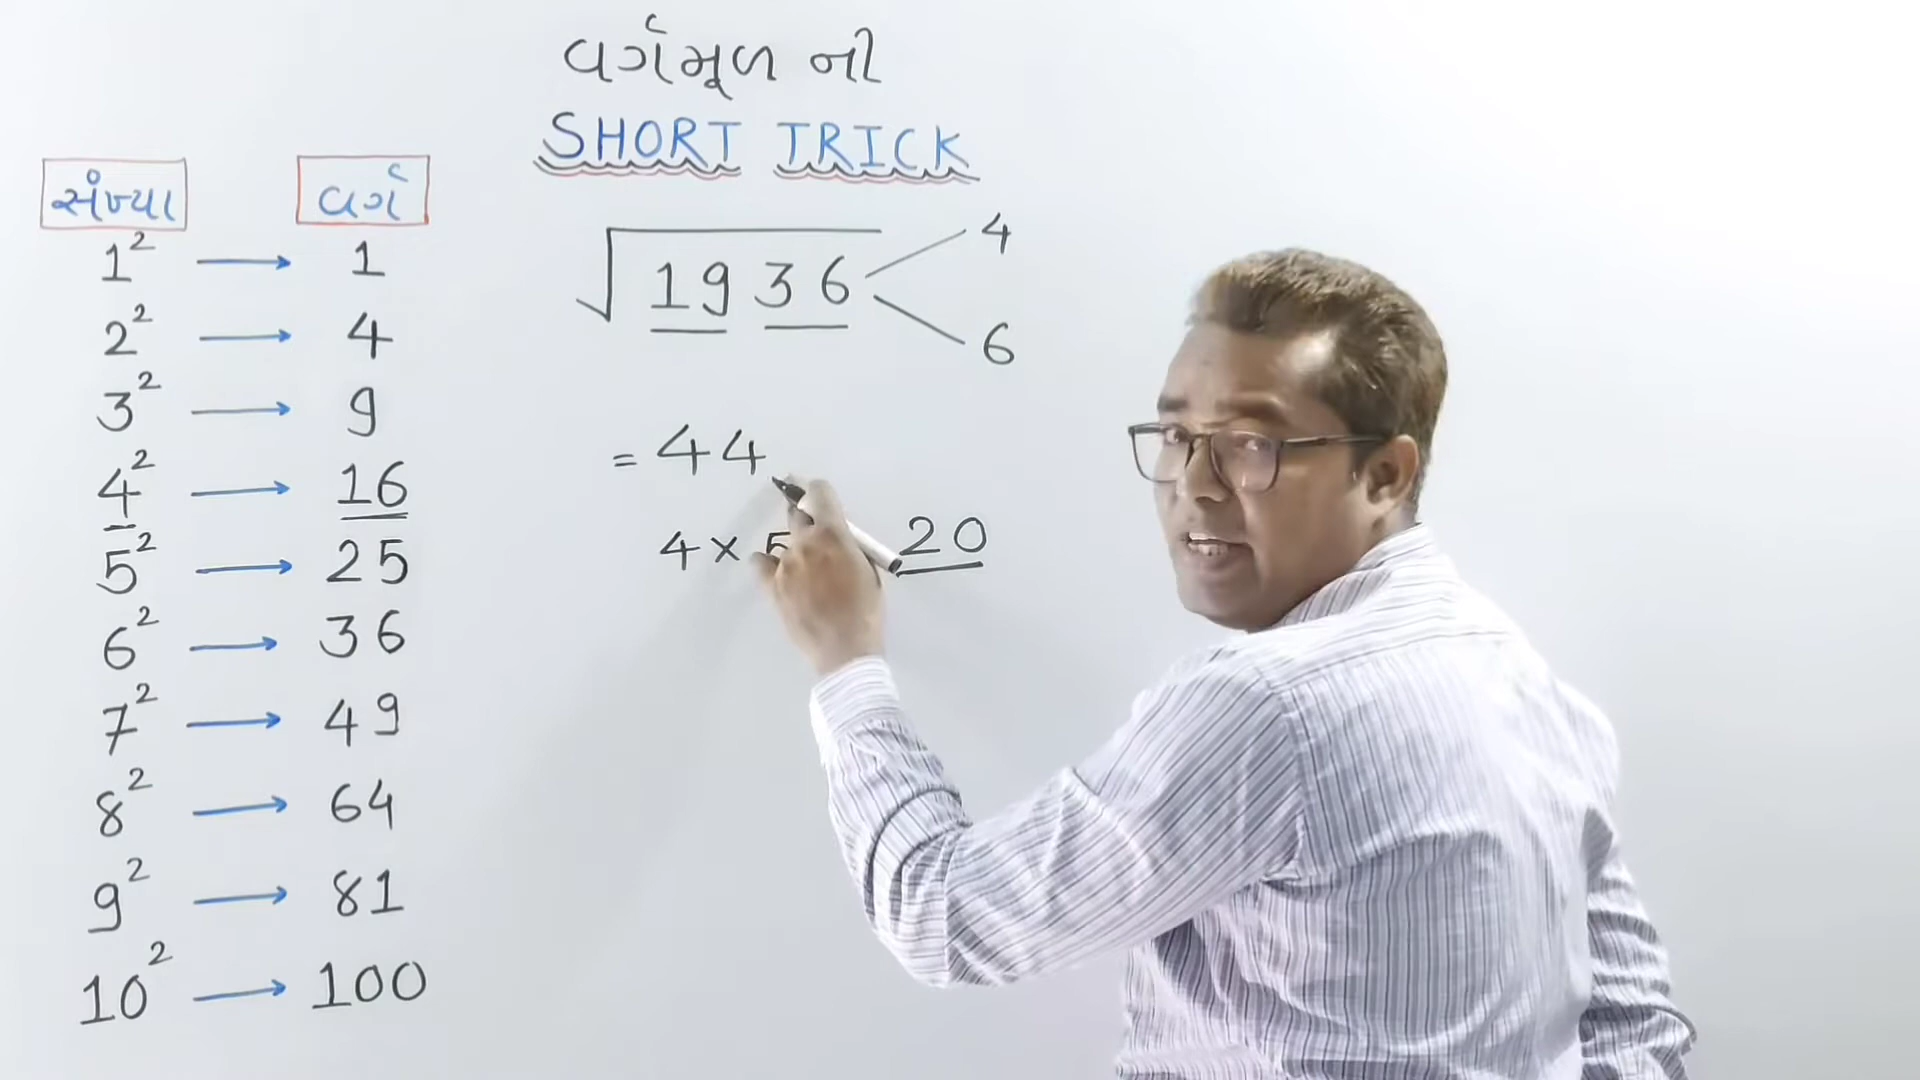 વર્ગમૂળ ની
SHORT TRICK
સંખ્યા વર્ગ
1² → 1
2² → 4
3² → 9
4² → 16
5² → 25
6² → 36
7² → 49
8² → 64
9² → 81
10² → 100
√1936
4
6
= 44
4 × 5 20